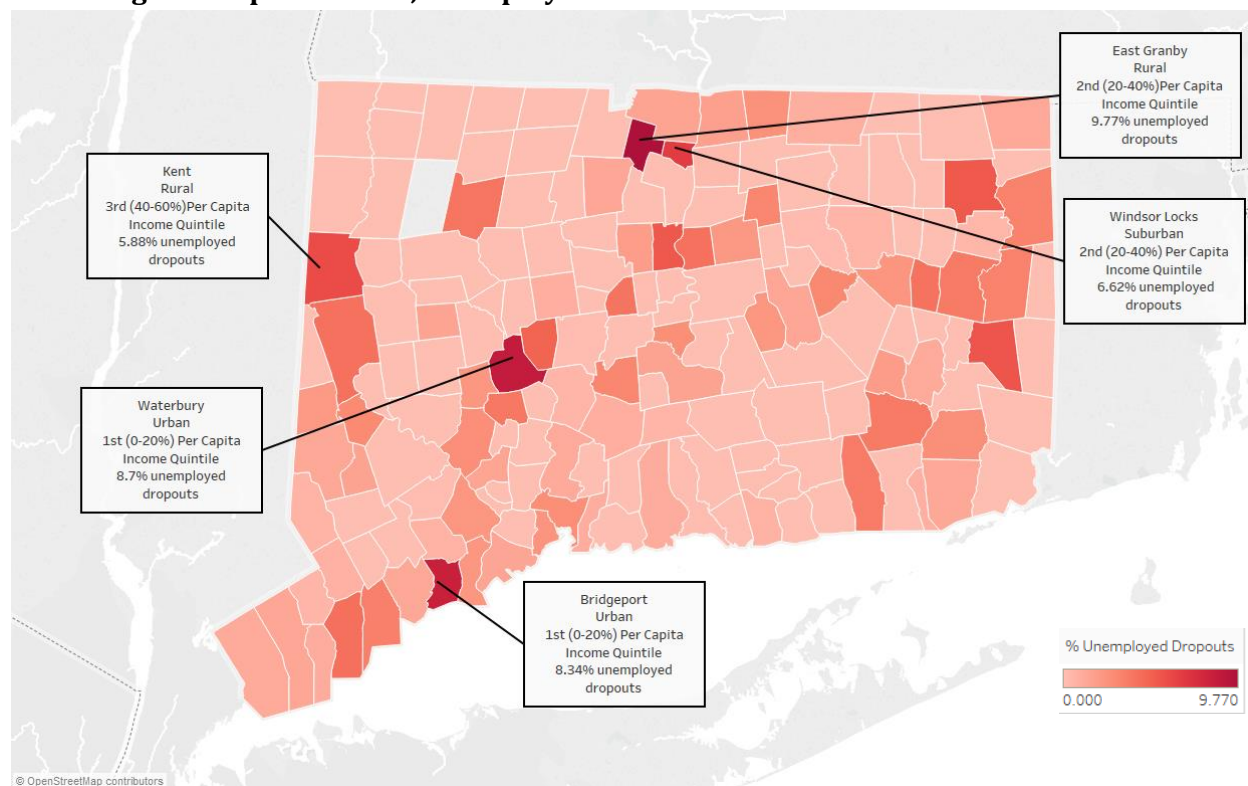 East Granby
Rural
2nd (20-40%)Per Capita
Income Quintile
9.77% unemployed
dropouts
Kent
Rural
3rd (40-60%)Per Capita
Income Quintile
5.88% unemployed
dropouts
Windsor Locks
Suburban
2nd (20-40%) Per Capita
Income Quintile
6.62% unemployed
dropouts
Waterbury
Urban
1st (0-20%) Per Capita
Income Quintile
8.7% unemployed
dropouts
Bridgeport
Urban
1st (0-20%) Per Capita
Income Quintile
8.34% unemployed
dropouts
% Unemployed Dropouts
0.000 9.770
© OpenStreetMap contributors